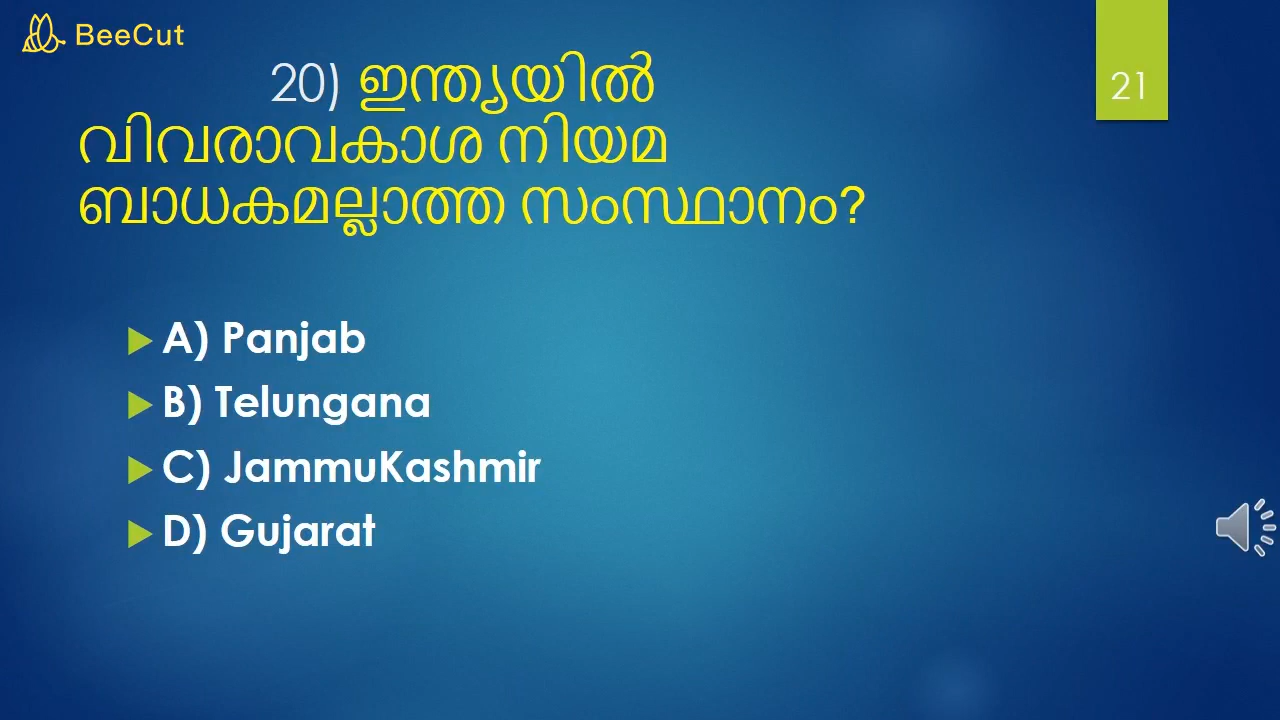 BeeCut
21
20) ഇന്ത്യയിൽ
വിവരാവകാശ നിയമ
ബാധകമല്ലാത്ത സംസ്ഥാനം?
A) Panjab
B) Telungana
C) JammuKashmir
D) Gujarat